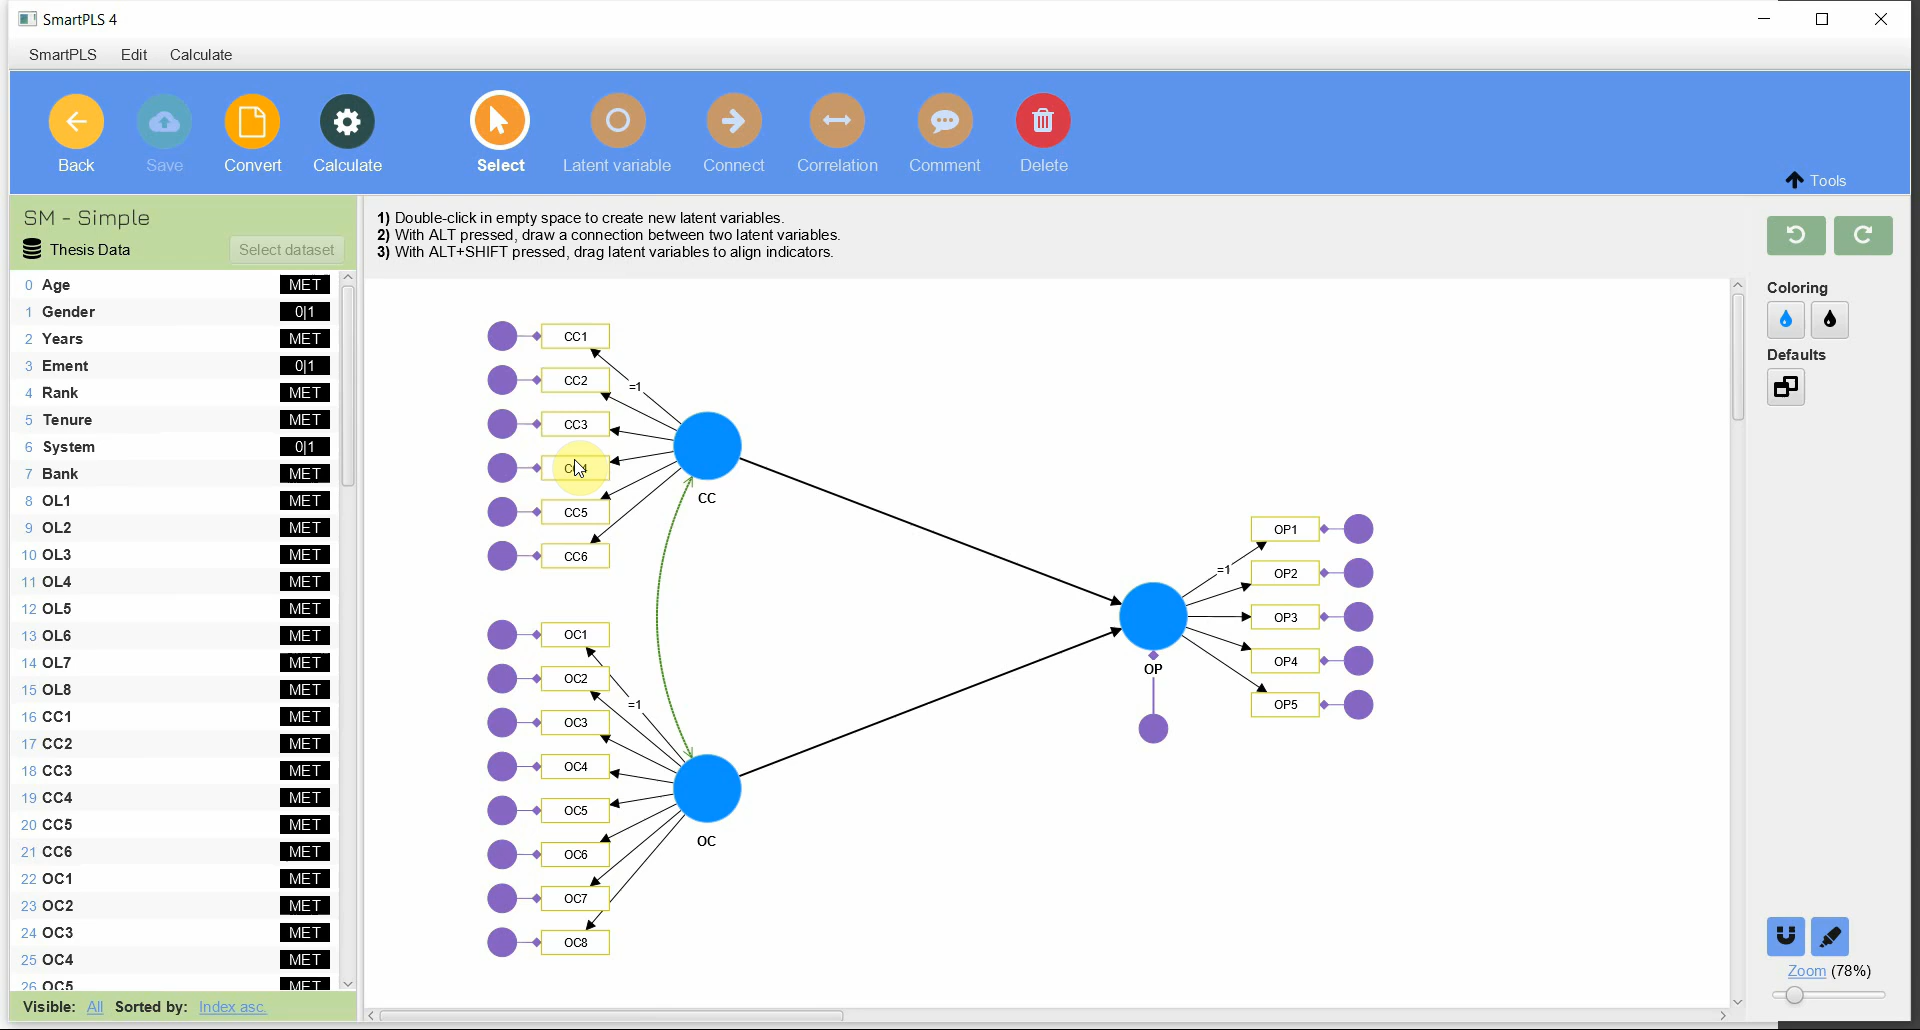 SmartPLS 4
SmartPLS Edit Calculate
Back Save Convert Calculate Select Latent variable Connect Correlation Comment Delete
Tools
SM - Simple
Thesis Data Select dataset
1) Double-click in empty space to create new latent variables.
2) With ALT pressed, draw a connection between two latent variables.
3) With ALT+SHIFT pressed, drag latent variables to align indicators.
0 Age MET
1 Gender 0|1
2 Years MET
3 Ement 0|1
4 Rank MET
5 Tenure MET
6 System 0|1
7 Bank MET
8 OL1 MET
9 OL2 MET
10 OL3 MET
11 OL4 MET
12 OL5 MET
13 OL6 MET
14 OL7 MET
15 OL8 MET
16 CC1 MET
17 CC2 MET
18 CC3 MET
19 CC4 MET
20 CC5 MET
21 CC6 MET
22 OC1 MET
23 OC2 MET
24 OC3 MET
25 OC4 MET
26 OC5 MET
Visible: All Sorted by: Index asc.
CC1
=1
CC2
CC3
CC5
CC6
CC
OC1
OC2
=1
OC3
OC4
OC5
OC6
OC7
OC8
OC
OP1
=1
OP2
OP3
OP4
OP5
OP
Coloring
Defaults
Zoom (78%)